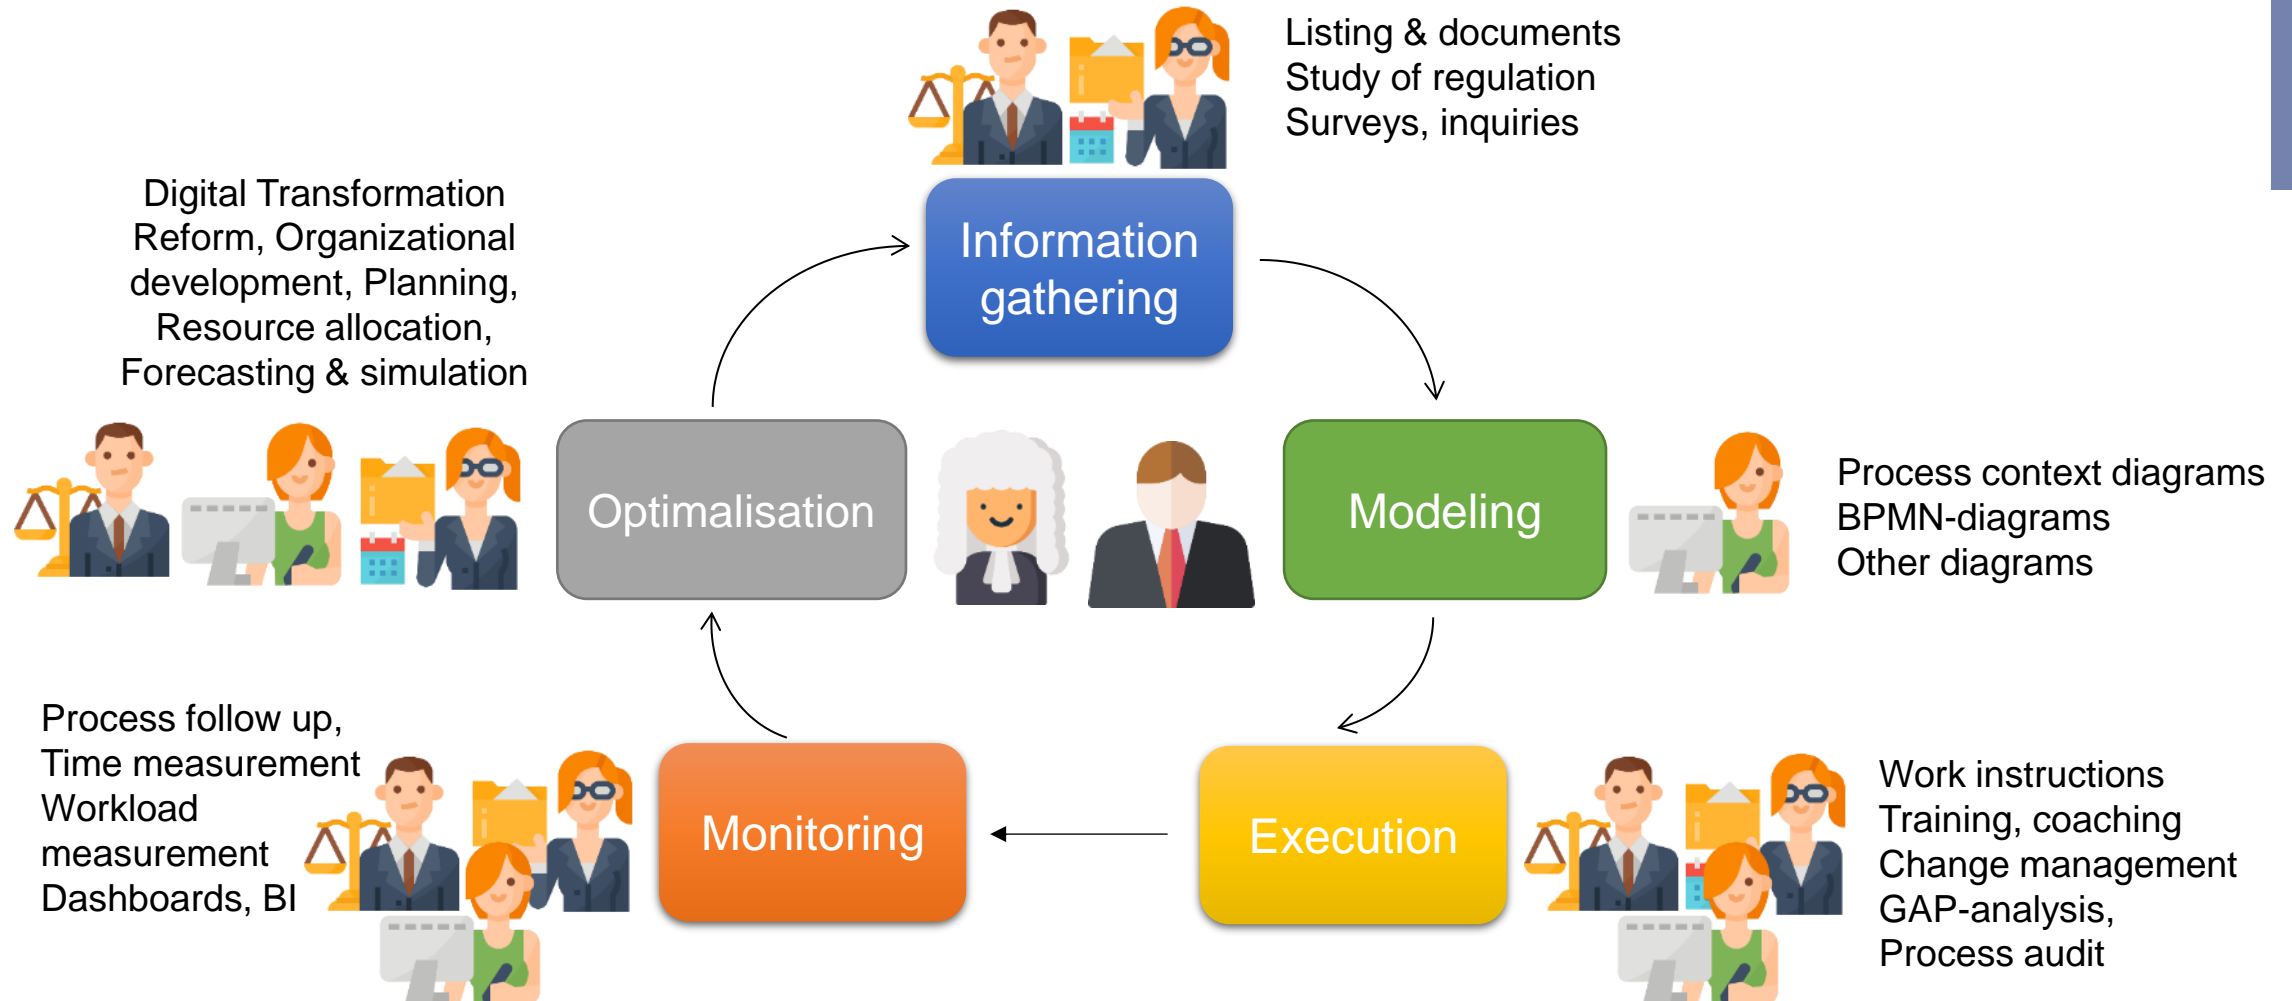 Listing & documents
Study of regulation
Surveys, inquiries
Information
gathering
Digital Transformation
Reform, Organizational
development, Planning,
Resource allocation,
Forecasting & simulation
Optimalisation
Modeling
Process context diagrams
BPMN-diagrams
Other diagrams
Process follow up,
Time measurement
Workload
measurement
Dashboards, BI
Monitoring
Execution
Work instructions
Training, coaching
Change management
GAP-analysis,
Process audit